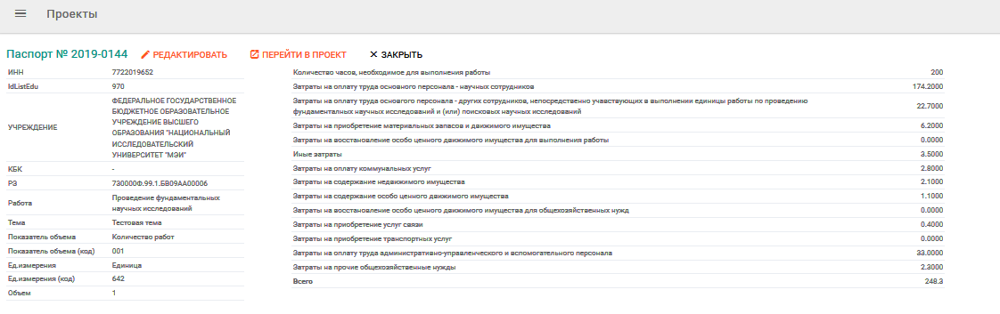 Проекты
Паспорт № 2019-0144 РЕДАКТИРОВАТЬ ПЕРЕЙТИ В ПРОЕКТ ЗАКРЫТЬ
ИНН 7722019652
IdListEdu 970
УЧРЕЖДЕНИЕ
ФЕДЕРАЛЬНОЕ ГОСУДАРСТВЕННОЕ
БЮДЖЕТНОЕ ОБРАЗОВАТЕЛЬНОЕ
УЧРЕЖДЕНИЕ ВЫСШЕГО
ОБРАЗОВАНИЯ "НАЦИОНАЛЬНЫЙ
ИССЛЕДОВАТЕЛЬСКИЙ
УНИВЕРСИТЕТ "МЭИ"
КБК -
РЗ 730000Ф.99.1.БВ09АА00006
Работа
Проведение фундаментальных
научных исследований
Тема Тестовая тема
Показатель объема Количество работ
Показатель объема (код) 001
Ед.измерения Единица
Ед.измерения (код) 642
Объем 1
Количество часов, необходимое для выполнения работы 200
Затраты на оплату труда основного персонала - научных сотрудников 174.2000
Затраты на оплату труда основого персонала - других сотрудников, непосредственно учавствующих в выполнении единицы работы по проведению
фундаменталных научных исследований и (или) поисковых научных исследований 22.7000
Затраты на приобретение материальных запасов и движимого имущества 6.2000
Затраты на восстановление особо ценного движимого имущества для выполнения работы 0.0000
Иные затраты 3.5000
Затраты на оплату коммунальных услуг 2.8000
Затраты на содержание недвижимого имущества 2.1000
Затраты на содержание особо ценного движимого имущества 1.1000
Затраты на восстановление особо ценного движимого имущества для общехозяйственных нужд 0.0000
Затраты на приобретение услуг связи 0.4000
Затраты на приобретение транспортных услуг 0.0000
Затраты на оплату труда административно-управленческого и вспомогательного персонала 33.0000
Затраты на прочие общехозяйственные нужды 2.3000
Всего 248.3